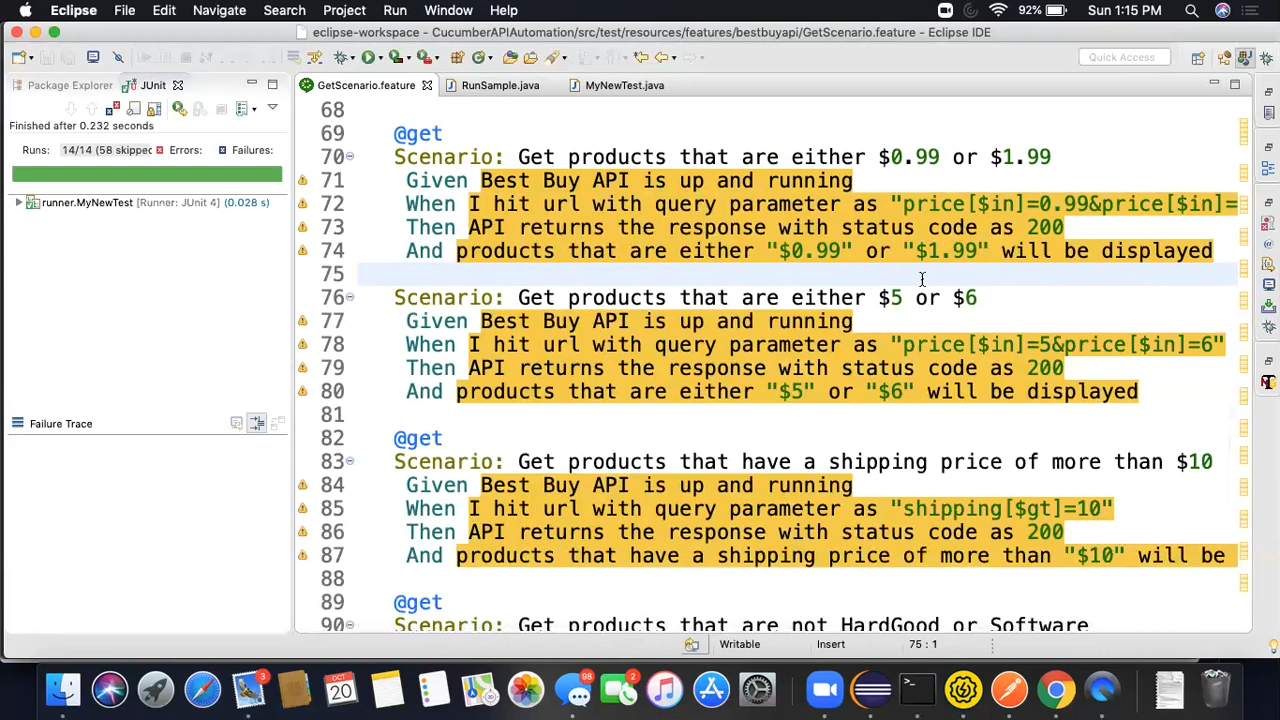 Eclipse File Edit Navigate Search Project Run Window Help 92% Sun 1:15 PM
eclipse-workspace - CucumberAPIAutomation/src/test/resources/features/bestbuyapi/GetScenario.feature - Eclipse IDE
Quick Access
Package Explorer JUnit
GetScenario.feature RunSample.java MyNewTest.java
Finished after 0.232 seconds
Runs: 14/14 (58 skipped Errors: Failures:
runner.MyNewTest [Runner: JUnit 4] (0.028 s)
Failure Trace
68
69 @get
70 Scenario: Get products that are either $0.99 or $1.99
71 Given Best Buy API is up and running
72 When I hit url with query parameter as "price[$in]=0.99&price[$in]=
73 Then API returns the response with status code as 200
74 And products that are either "$0.99" or "$1.99" will be displayed
75
76 Scenario: Get products that are either $5 or $6
77 Given Best Buy API is up and running
78 When I hit url with query parameter as "price[$in]=5&price[$in]=6"
79 Then API returns the response with status code as 200
80 And products that are either "$5" or "$6" will be displayed
81
82 @get
83 Scenario: Get products that have a shipping price of more than $10
84 Given Best Buy API is up and running
85 When I hit url with query parameter as "shipping[$gt]=10"
86 Then API returns the response with status code as 200
87 And products that have a shipping price of more than "$10" will be
88
89 @get
90 Scenario: Get products that are not HardGood or Software
Writable Insert 75 : 1
3 OCT 20 98 2